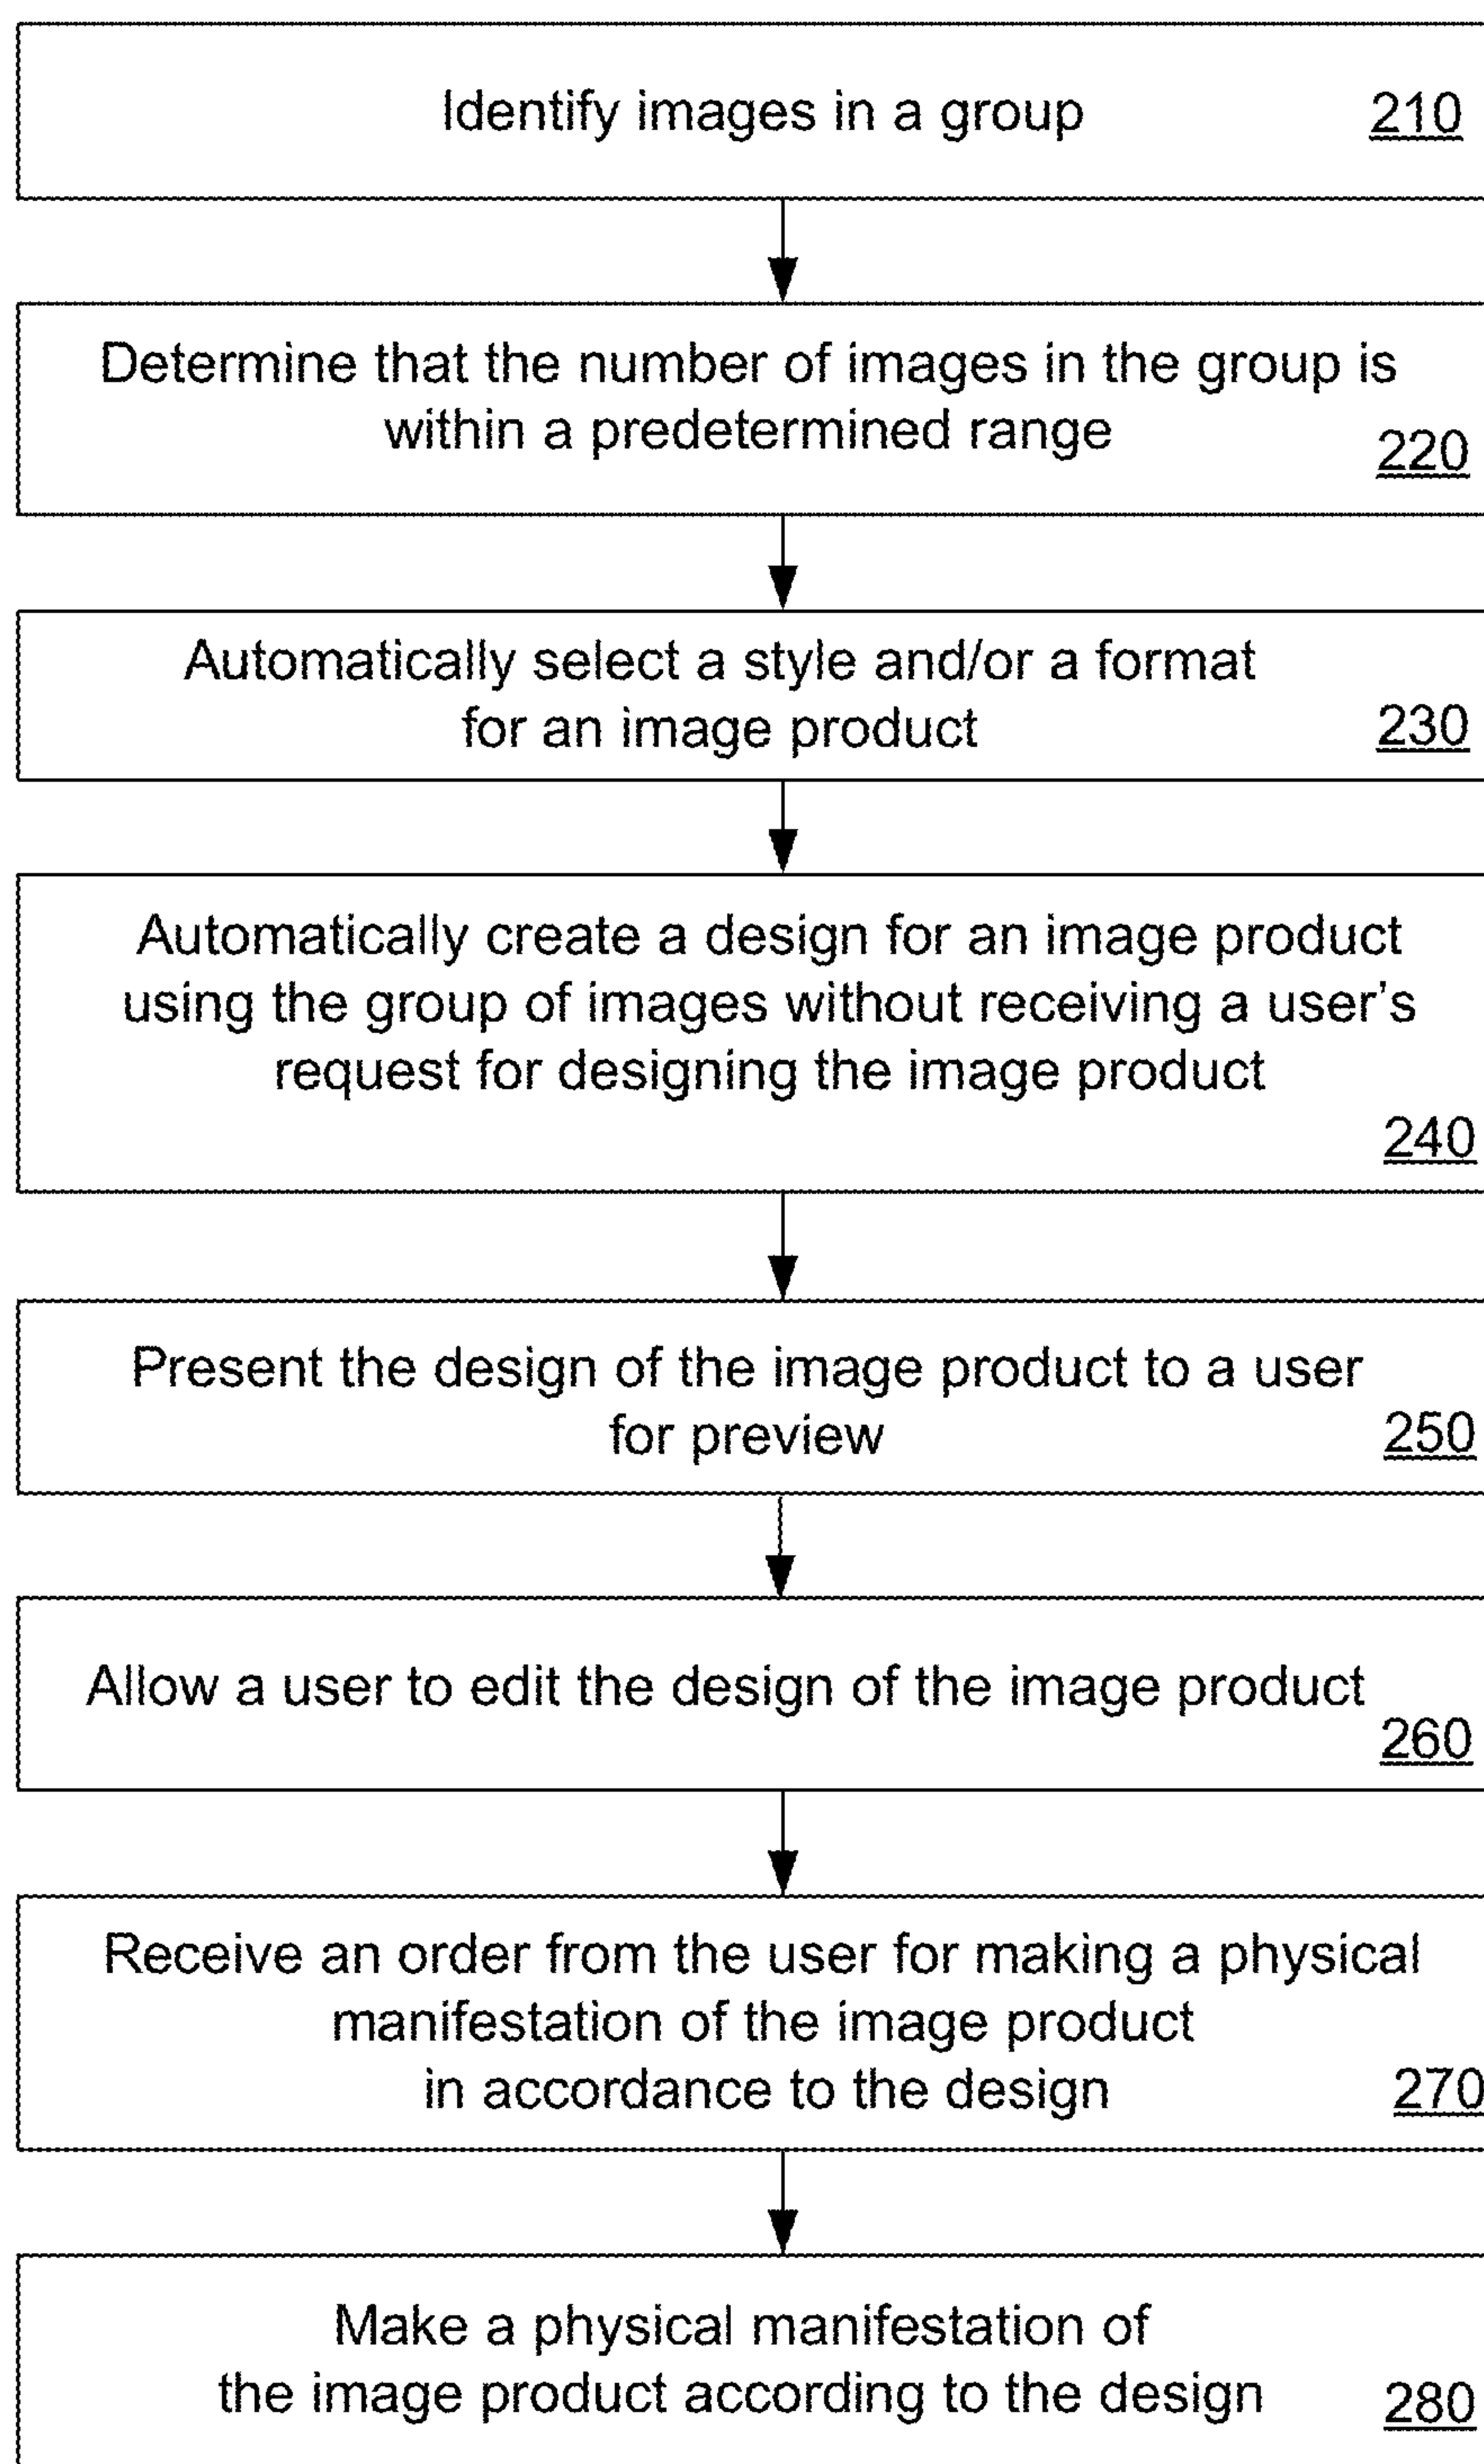 Identify images in a group
210
Determine that the number of images in the group is
within a predetermined range
220
Automatically select a style and/or a format
for an image product
230
Automatically create a design for an image product
using the group of images without receiving a user’s
request for designing the image product
240
Present the design of the image product to a user
for preview
250
Allow a user to edit the design of the image product
260
Receive an order from the user for making a physical
manifestation of the image product
in accordance to the design
270
Make a physical manifestation of
the image product according to the design
280